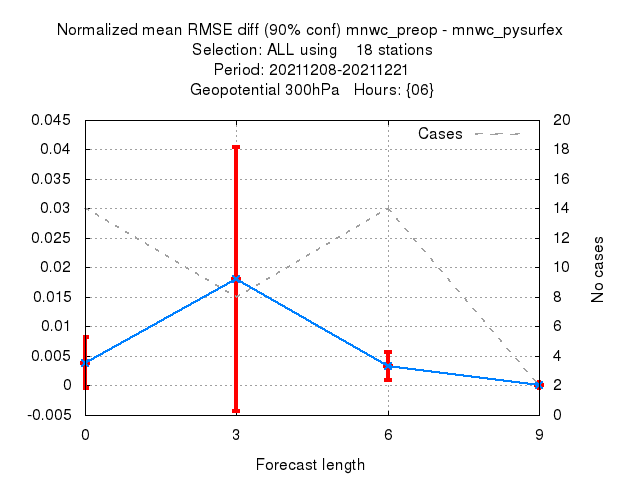 Normalized mean RMSE diff (90% conf) mnwc_preop - mnwc_pysurfex
Selection: ALL using    18 stations
Period: 20211208-20211221
Geopotential 300hPa   Hours: {06}
0.045
0.04
0.035
0.03
0.025
0.02
0.015
0.01
0.005
0
-0.005
Cases
20
18
16
14
12
10
8
6
4
2
0
No cases
0 3 6 9
Forecast length